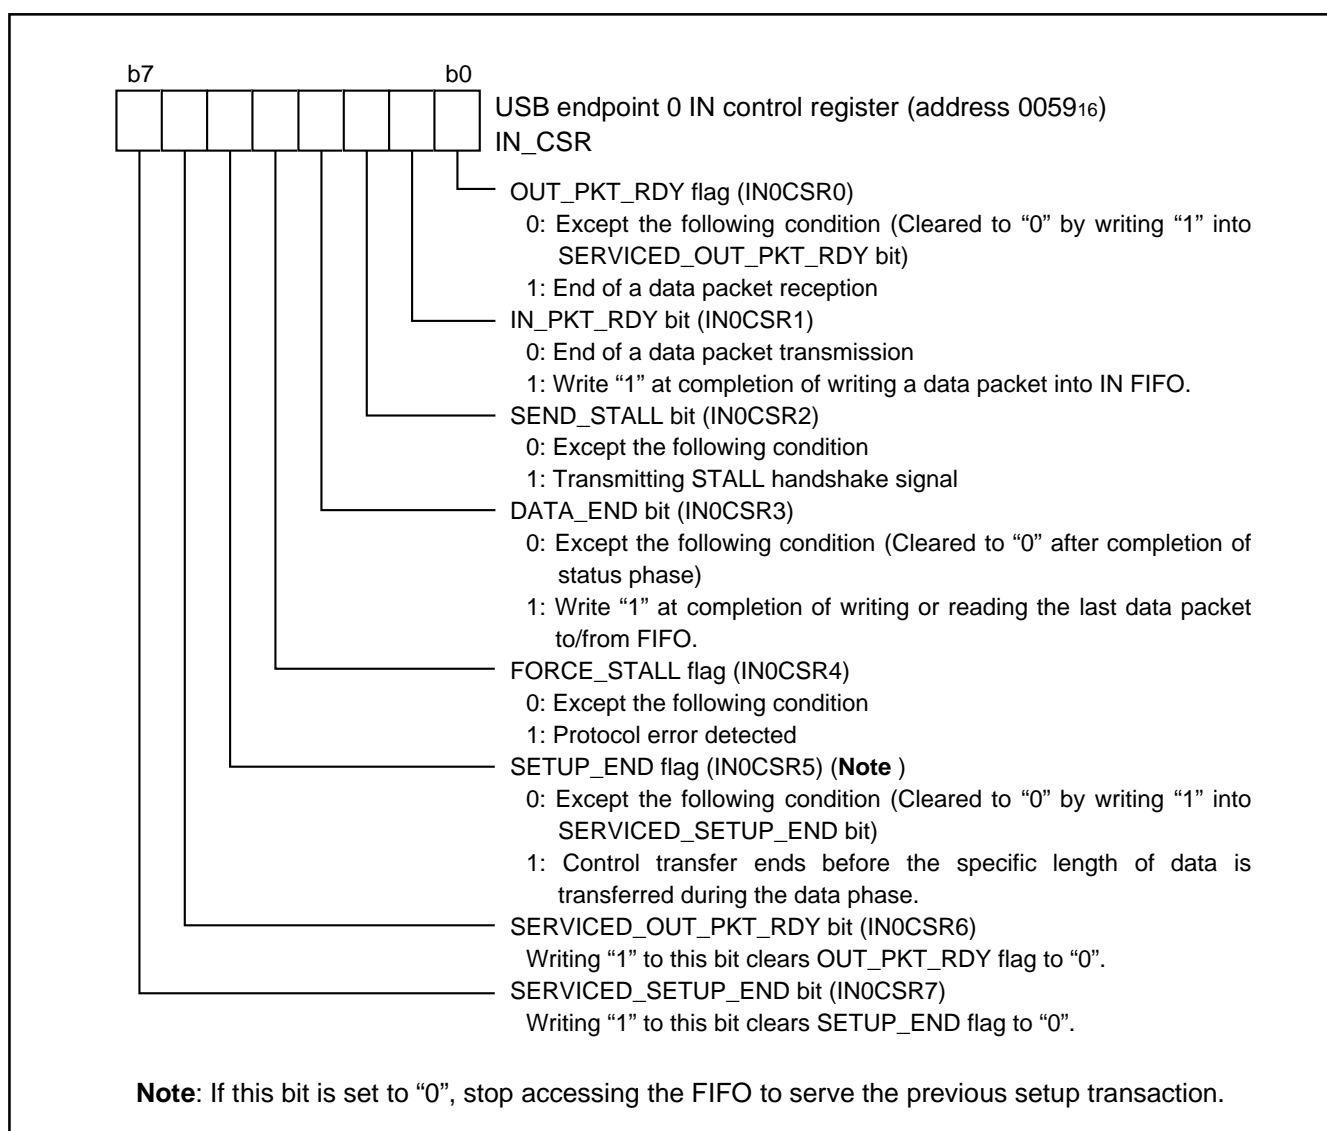 b7 b0
USB endpoint 0 IN control register (address 005916)
IN_CSR
OUT_PKT_RDY flag (IN0CSR0)
0: Except the following condition (Cleared to “0” by writing “1” into
SERVICED_OUT_PKT_RDY bit)
1: End of a data packet reception
IN_PKT_RDY bit (IN0CSR1)
0: End of a data packet transmission
1: Write “1” at completion of writing a data packet into IN FIFO.
SEND_STALL bit (IN0CSR2)
0: Except the following condition
1: Transmitting STALL handshake signal
DATA_END bit (IN0CSR3)
0: Except the following condition (Cleared to “0” after completion of
status phase)
1: Write “1” at completion of writing or reading the last data packet
to/from FIFO.
FORCE_STALL flag (IN0CSR4)
0: Except the following condition
1: Protocol error detected
SETUP_END flag (IN0CSR5) (Note )
0: Except the following condition (Cleared to “0” by writing “1” into
SERVICED_SETUP_END bit)
1: Control transfer ends before the specific length of data is
transferred during the data phase.
SERVICED_OUT_PKT_RDY bit (IN0CSR6)
Writing “1” to this bit clears OUT_PKT_RDY flag to “0”.
SERVICED_SETUP_END bit (IN0CSR7)
Writing “1” to this bit clears SETUP_END flag to “0”.
Note: If this bit is set to “0”, stop accessing the FIFO to serve the previous setup transaction.